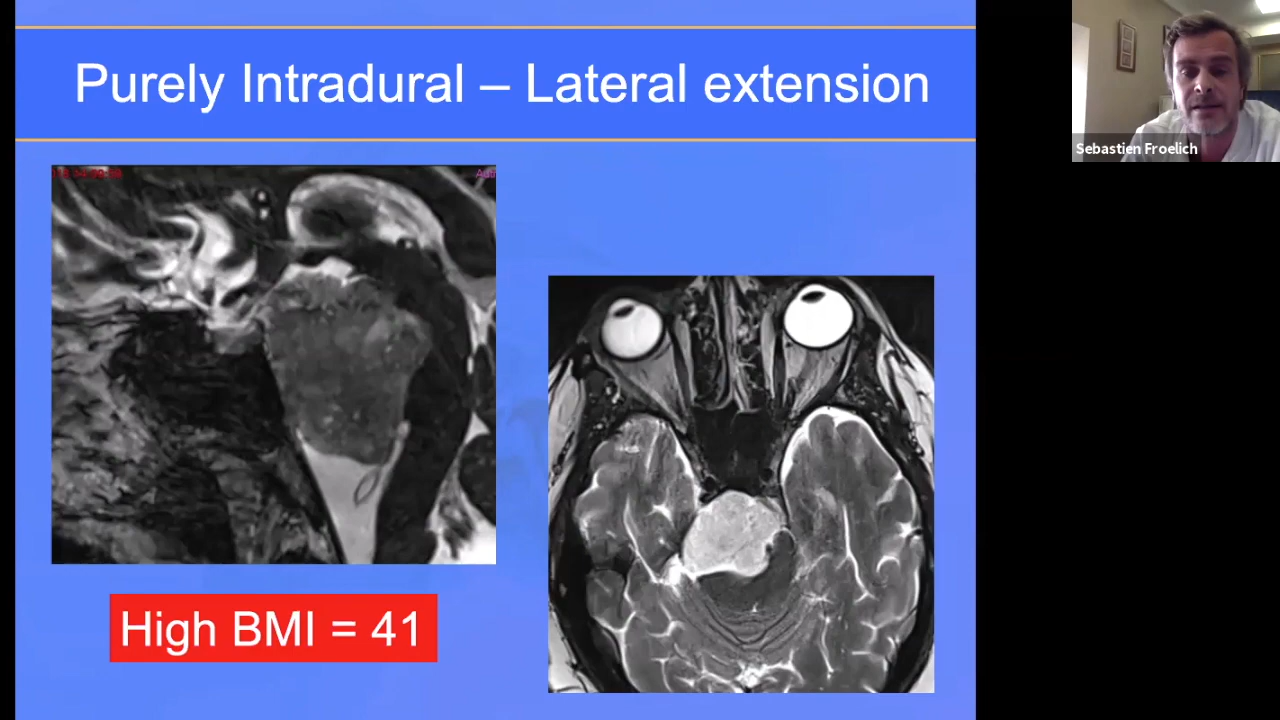 Purely Intradural – Lateral extension
Sebastien Froelich
High BMI = 41